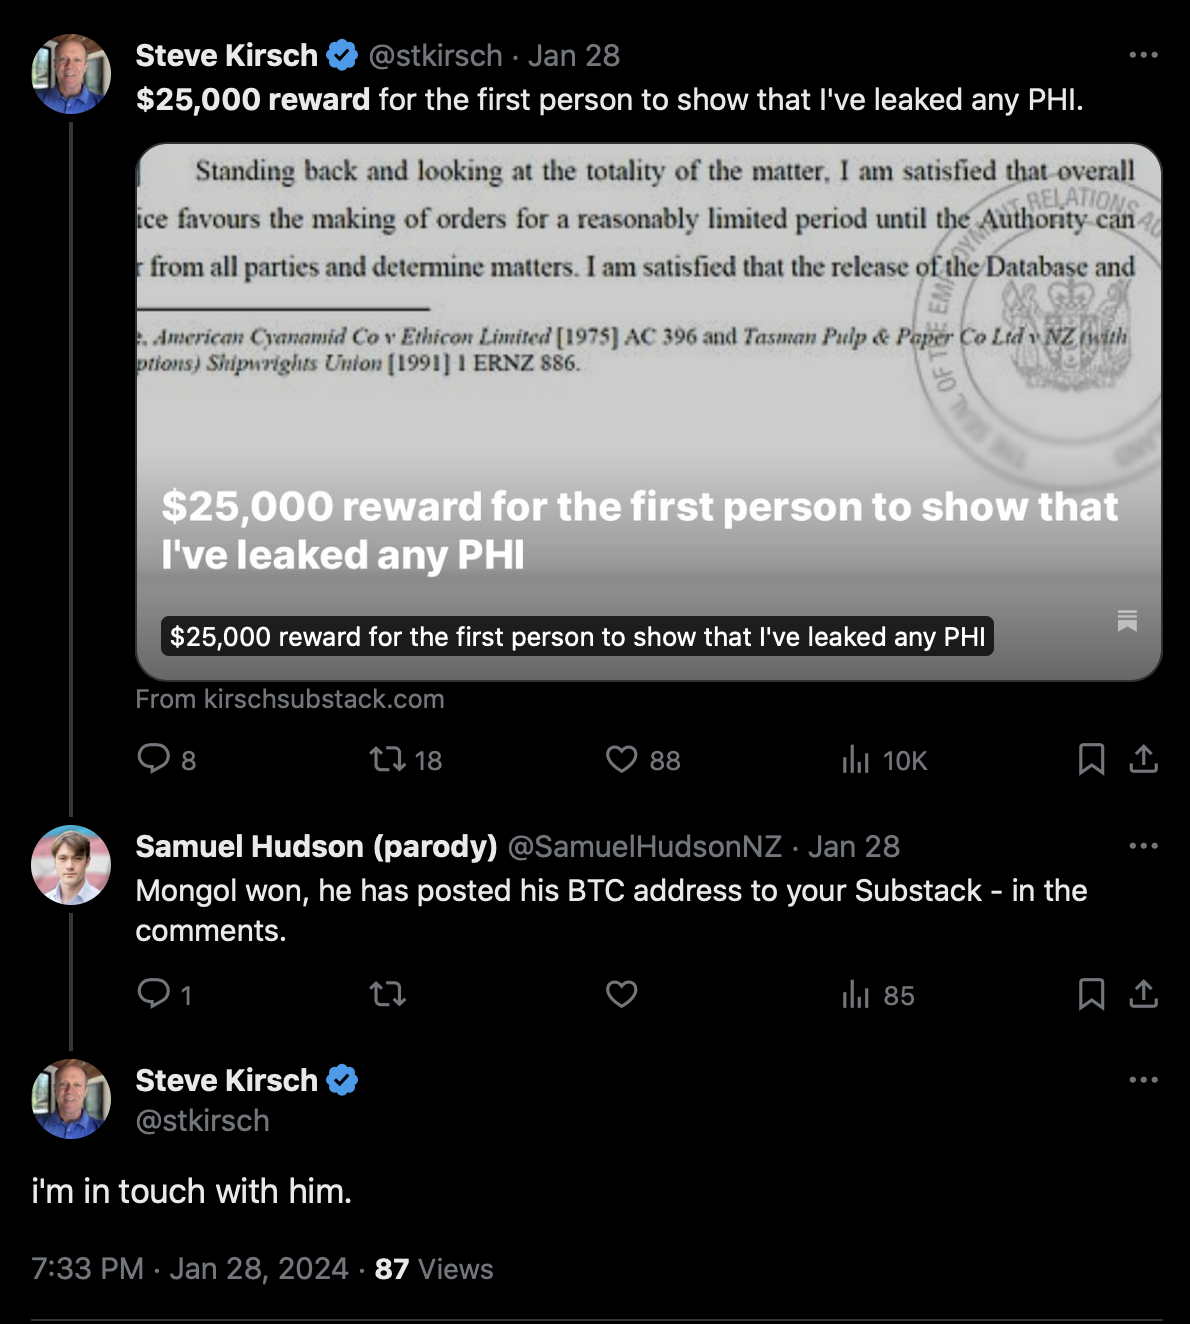 Steve Kirsch @stkirsch · Jan 28
$25,000 reward for the first person to show that I've leaked any PHI.
Standing back and looking at the totality of the matter, I am satisfied that overall
ice favours the making of orders for a reasonably limited period until the Authority can
r from all parties and determine matters. I am satisfied that the release of the Database and
, American Cyanamid Co v Ethicon Limited [1975] AC 396 and Tasman Pulp & Paper Co Ltd v NZ (with
ptions) Shipwrights Union [1991] 1 ERNZ 886.
THE SEAL OF THE EMPLOYMENT RELATIONS AU
$25,000 reward for the first person to show that
I've leaked any PHI
$25,000 reward for the first person to show that I've leaked any PHI
From kirschsubstack.com
8 18 88 10K
Samuel Hudson (parody) @SamuelHudsonNZ · Jan 28
Mongol won, he has posted his BTC address to your Substack - in the
comments.
1 85
Steve Kirsch
@stkirsch
i'm in touch with him.
7:33 PM · Jan 28, 2024 · 87 Views